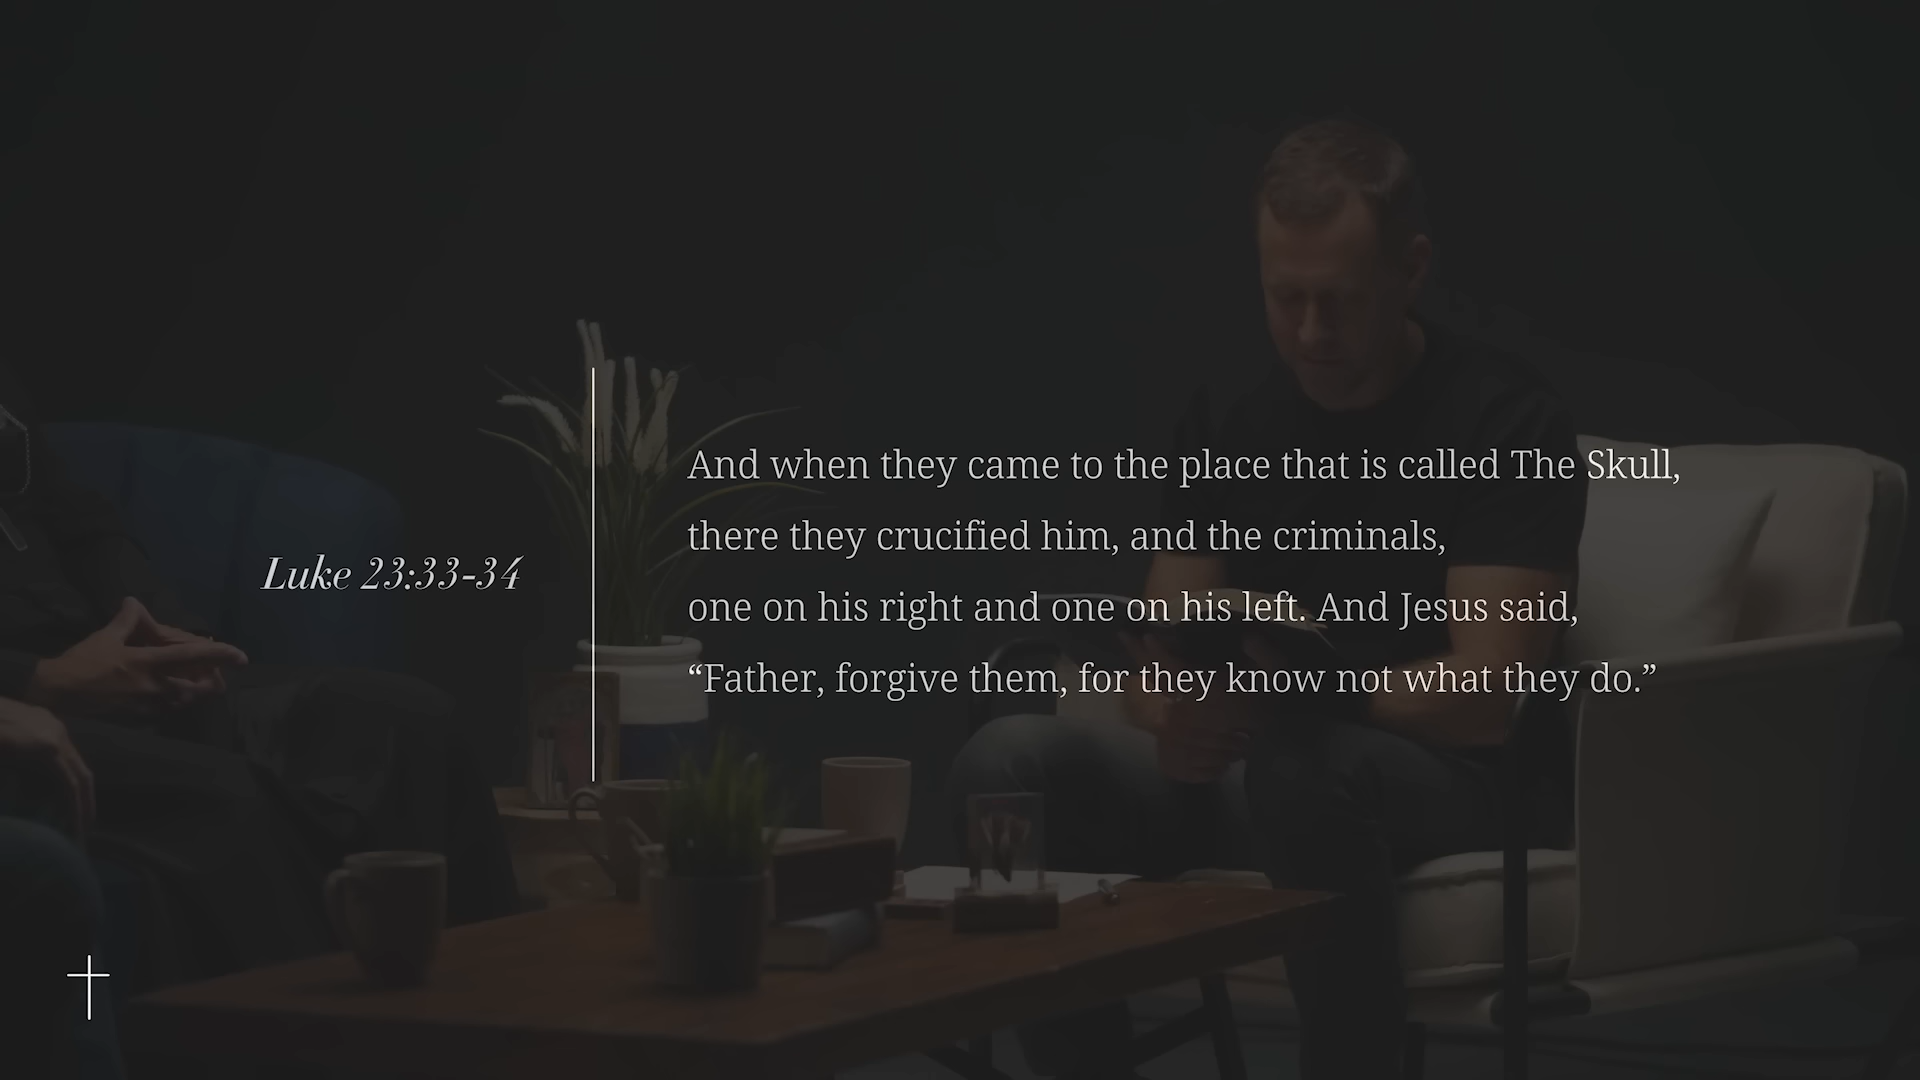 Luke 23:33-34
And when they came to the place that is called The Skull,
there they crucified him, and the criminals,
one on his right and one on his left. And Jesus said,
“Father, forgive them, for they know not what they do.”